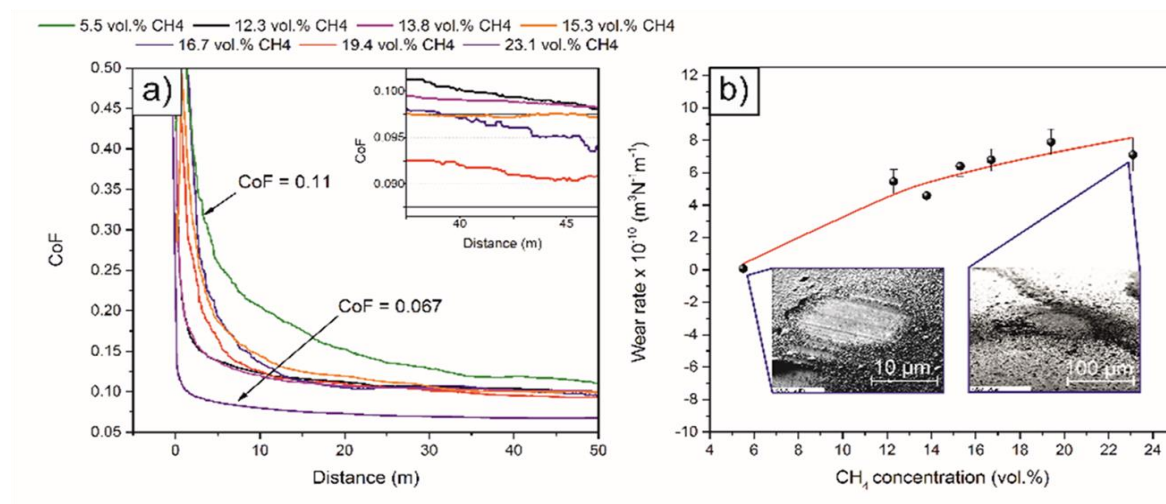 5.5 vol.% CH4 12.3 vol.% CH4 13.8 vol.% CH4 15.3 vol.% CH4
16.7 vol.% CH4 19.4 vol.% CH4 23.1 vol.% CH4
a)
CoF = 0.11
CoF = 0.067
CoF
0.50
0.45
0.40
0.35
0.30
0.25
0.20
0.15
0.10
0.05
0 10 20 30 40 50
Distance (m)
CoF
0.100
0.095
0.090
40 45
Distance (m)
b)
Wear rate x 10⁻¹⁰ (m³N⁻¹m⁻¹)
12
10
8
6
4
2
0
-2
-4
-6
-8
-10
10 µm
100 µm
4 6 8 10 12 14 16 18 20 22 24
CH₄ concentration (vol.%)